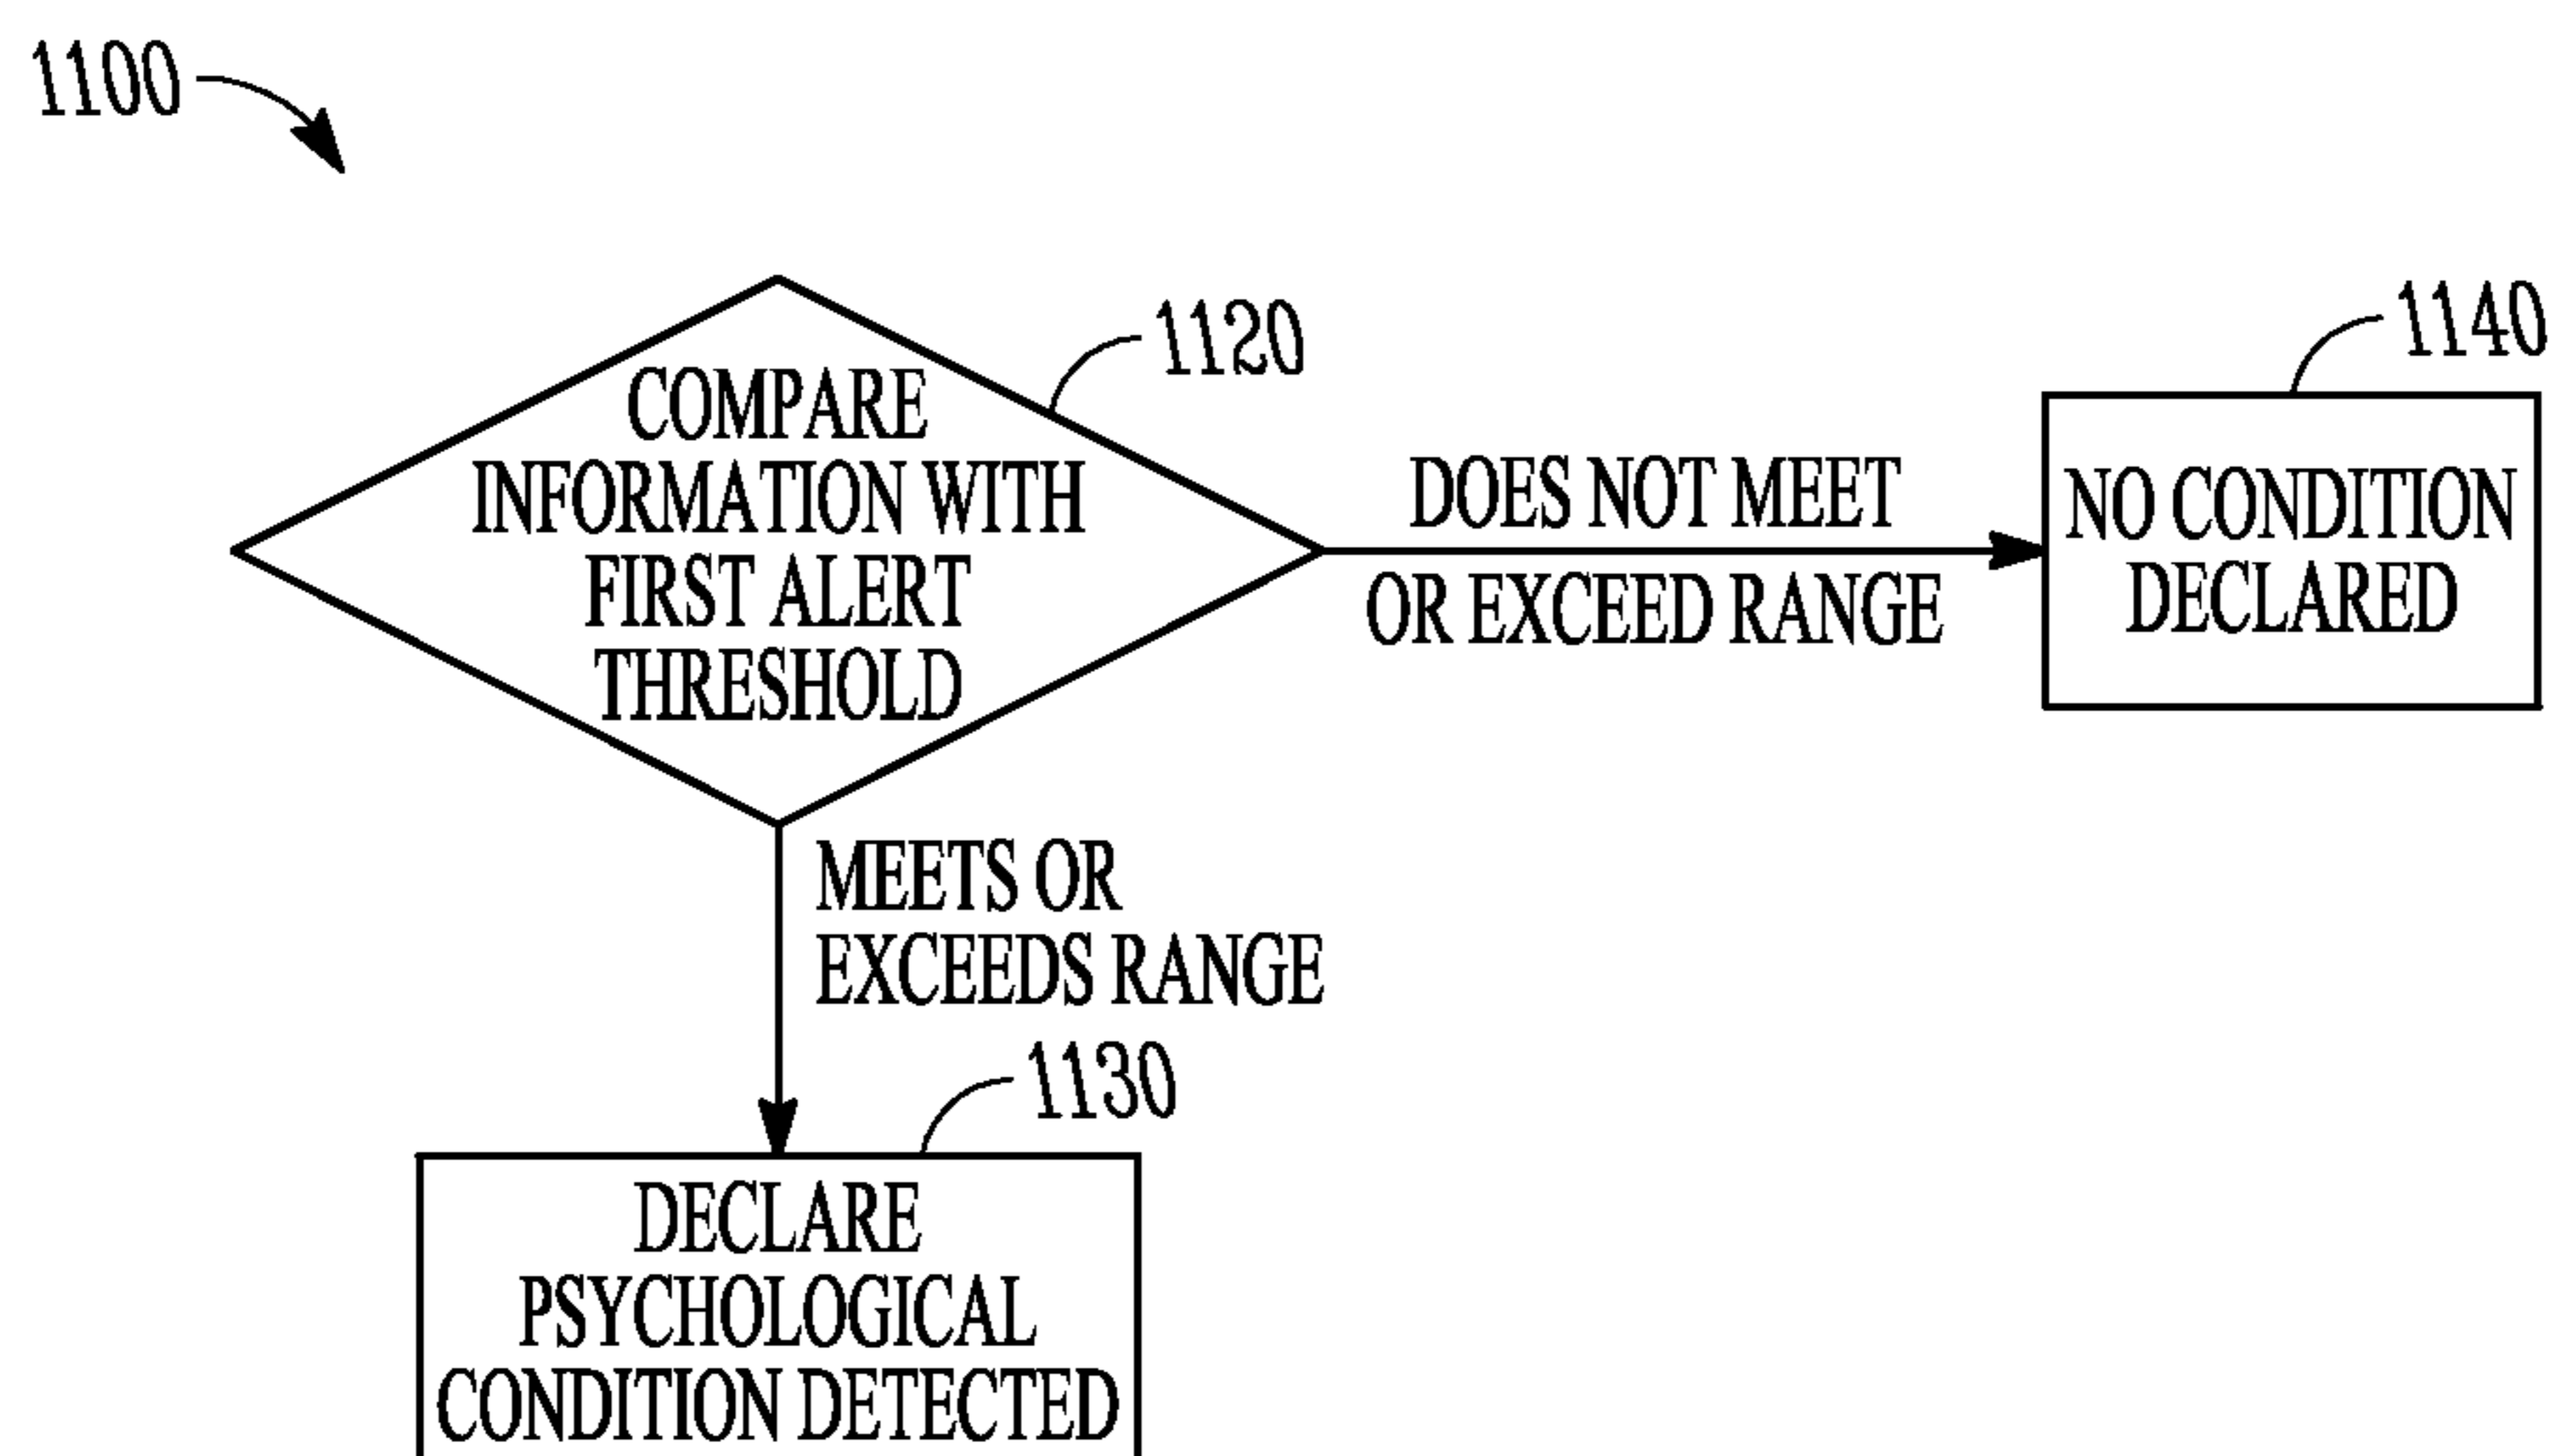 1100
1120
COMPARE
INFORMATION WITH
FIRST ALERT
THRESHOLD
DOES NOT MEET
OR EXCEED RANGE
1140
NO CONDITION
DECLARED
MEETS OR
EXCEEDS RANGE
1130
DECLARE
PSYCHOLOGICAL
CONDITION DETECTED